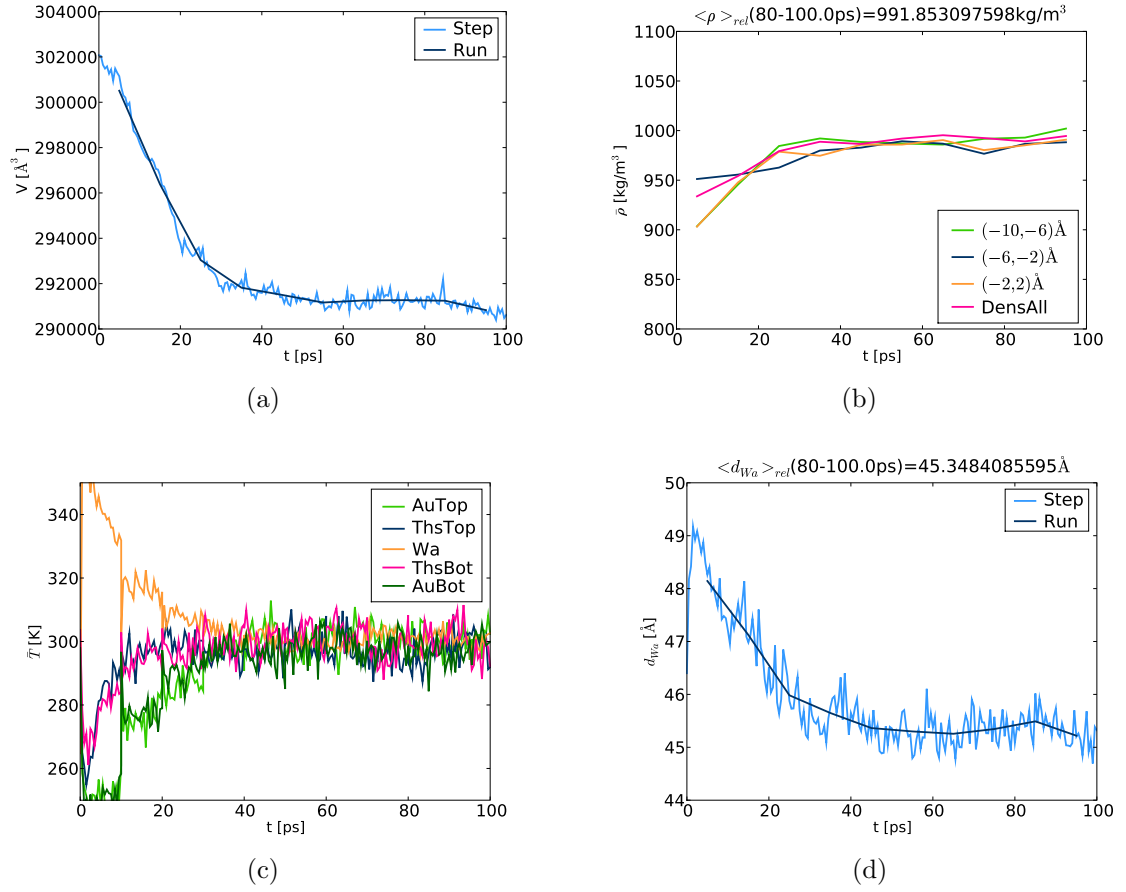 302000
300000
298000
296000
294000
292000
290000
V [Å³]
0 20 40 60 80 100
t [ps]
Step
Run
(a)
<ρ>rel(80-100.0ps)=991.853097598kg/m³
1100
1050
1000
950
900
850
800
ρ̄ [kg/m³]
0 20 40 60 80 100
t [ps]
(−10,−6)Å
(−6,−2)Å
(−2,2)Å
DensAll
(b)
340
320
300
280
260
T̄ [K]
0 20 40 60 80 100
t [ps]
AuTop
ThsTop
Wa
ThsBot
AuBot
(c)
<d_Wa>rel(80-100.0ps)=45.3484085595Å
50
49
48
47
46
45
44
d_Wa [Å]
0 20 40 60 80 100
t [ps]
Step
Run
(d)